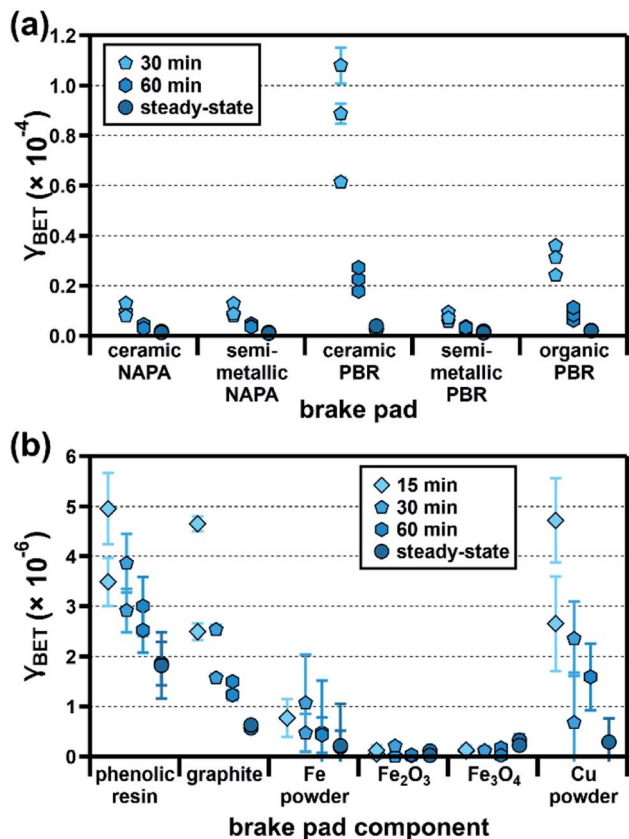 (a)
1.2
1.0
0.8
0.6
0.4
0.2
0.0
γBET (× 10⁻⁴)
30 min
60 min
steady-state
ceramic NAPA
semi-metallic NAPA
ceramic PBR
semi-metallic PBR
organic PBR
brake pad
(b)
6
5
4
3
2
1
0
γBET (× 10⁻⁶)
15 min
30 min
60 min
steady-state
phenolic resin
graphite
Fe powder
Fe₂O₃
Fe₃O₄
Cu powder
brake pad component